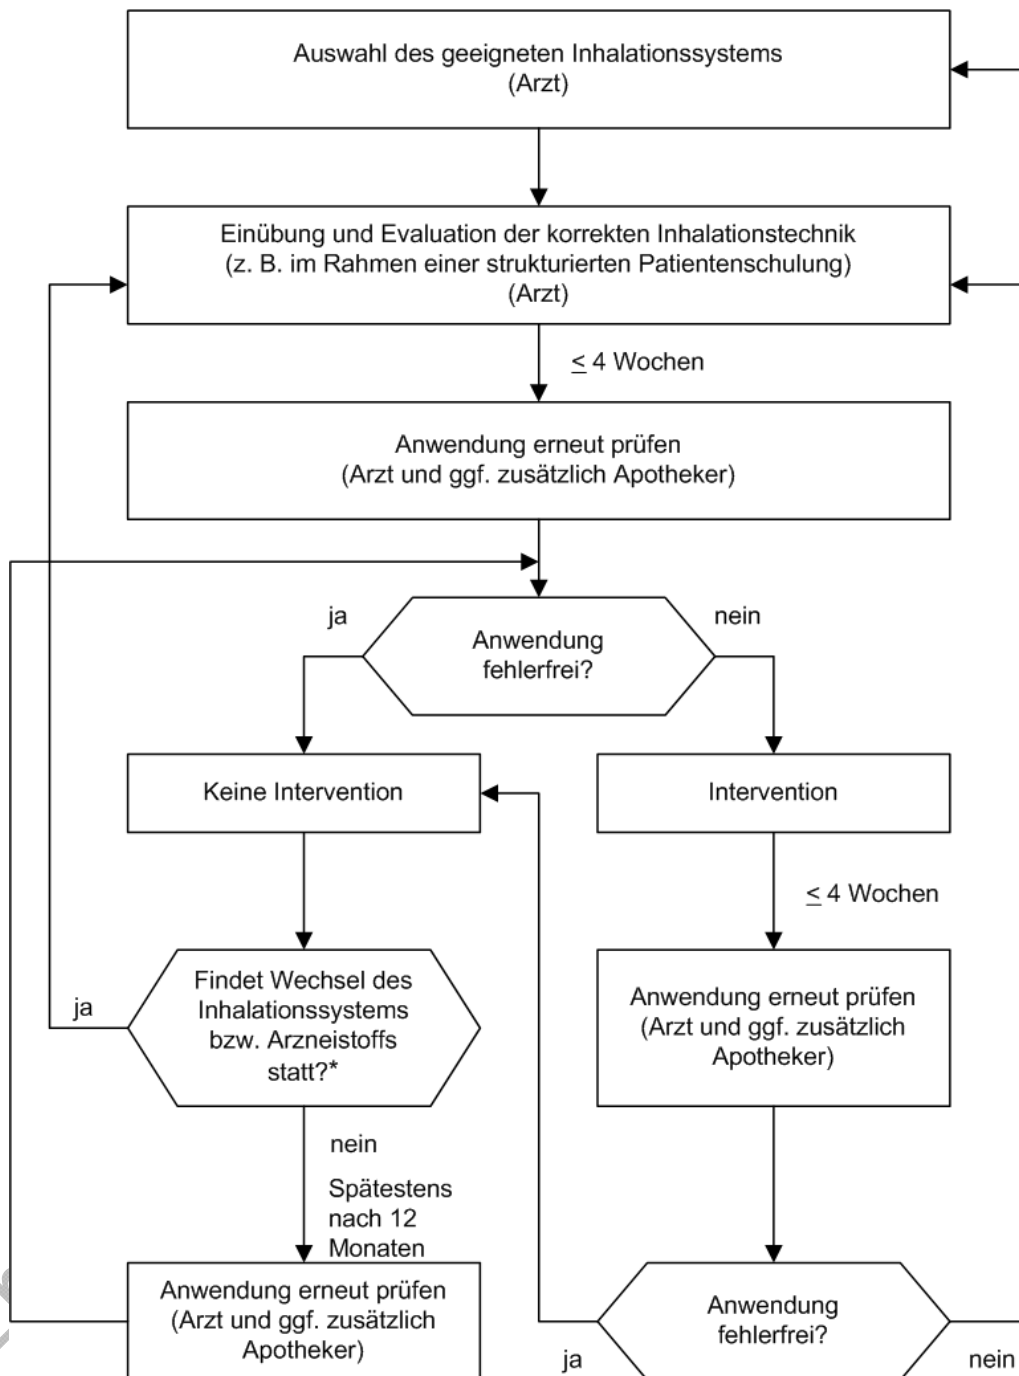 Auswahl des geeigneten Inhalationssystems
(Arzt)
Einübung und Evaluation der korrekten Inhalationstechnik
(z. B. im Rahmen einer strukturierten Patientenschulung)
(Arzt)
≤ 4 Wochen
Anwendung erneut prüfen
(Arzt und ggf. zusätzlich Apotheker)
ja
nein
Anwendung
fehlerfrei?
Keine Intervention
Intervention
≤ 4 Wochen
ja
Findet Wechsel des
Inhalationssystems
bzw. Arzneistoffs
statt?*
Anwendung erneut prüfen
(Arzt und ggf. zusätzlich
Apotheker)
nein
Spätestens
nach 12
Monaten
Anwendung erneut prüfen
(Arzt und ggf. zusätzlich
Apotheker)
Anwendung
fehlerfrei?
ja
nein